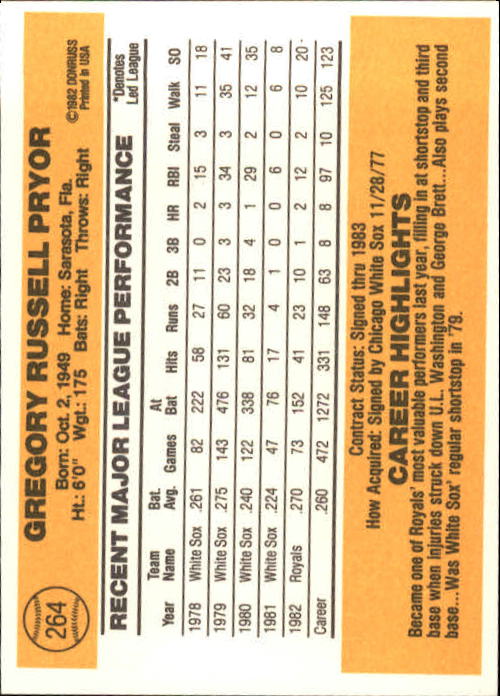 264
GREGORY RUSSELL PRYOR
Born: Oct. 2, 1949 Home: Sarasota, Fla.
Ht.: 6'0" Wgt.: 175 Bats: Right Throws: Right
©1982 DONRUSS
Printed in USA
RECENT MAJOR LEAGUE PERFORMANCE
*Denotes
Led League
Team Bat. At
Year Name Avg. Games Bat Hits Runs 2B 3B HR RBI Steal Walk SO
1978 White Sox .261 82 222 58 27 11 0 2 15 3 11 18
1979 White Sox .275 143 476 131 60 23 3 3 34 3 35 41
1980 White Sox .240 122 338 81 32 18 4 1 29 2 12 35
1981 White Sox .224 47 76 17 4 1 0 0 6 0 6 8
1982 Royals .270 73 152 41 23 10 1 2 12 2 10 20
Career .260 472 1272 331 148 63 8 8 97 10 125 123
Contract Status: Signed thru 1983
How Acquired: Signed by Chicago White Sox 11/28/77
CAREER HIGHLIGHTS
Became one of Royals' most valuable performers last year, filling in at shortstop and third
base when injuries struck down U.L. Washington and George Brett...Also plays second
base...Was White Sox' regular shortstop in '79.